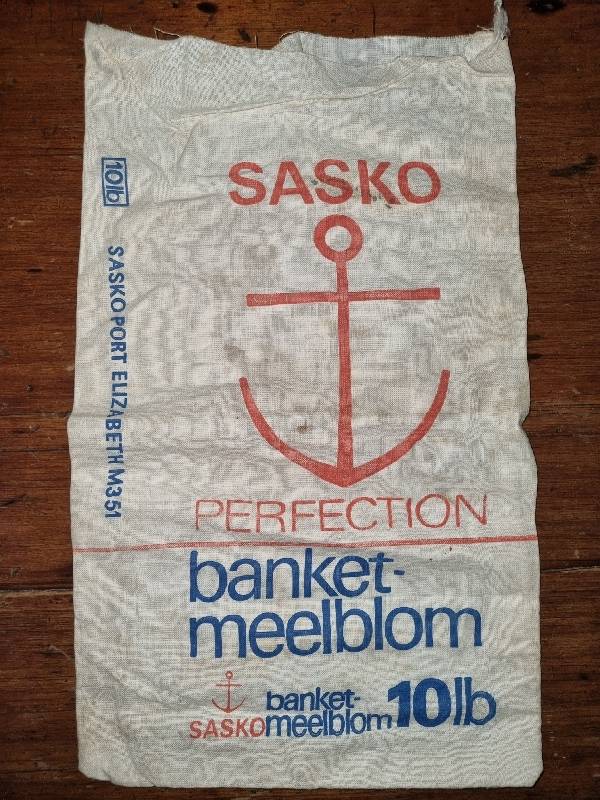 SASKO
PERFECTION
banket-
meelblom
SASKO banket-
meelblom 10lb
10lb
SASKO PORT ELIZABETH M351